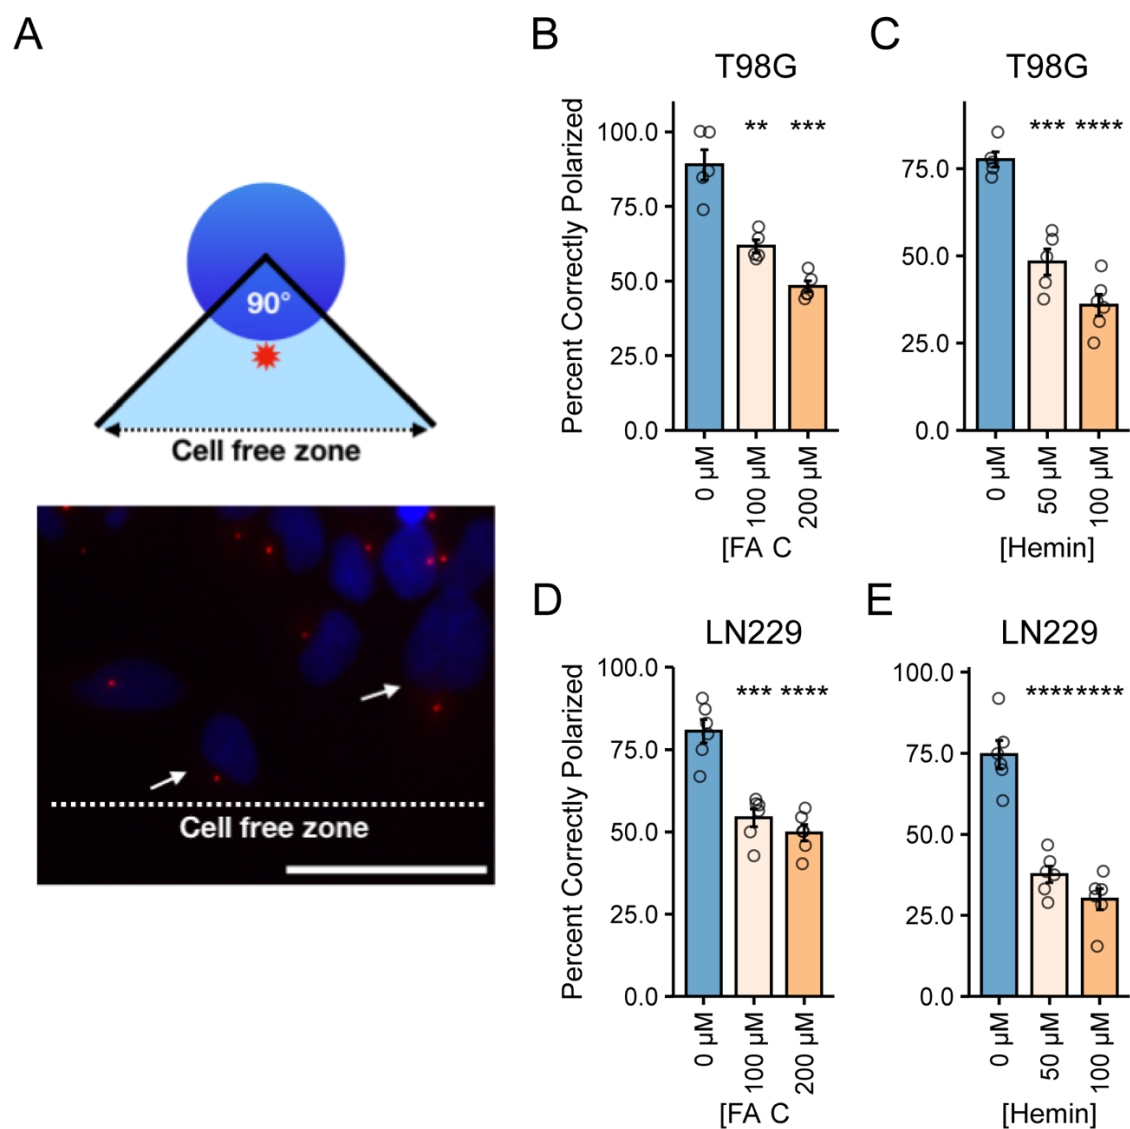 A
90°
Cell free zone
Cell free zone
B
T98G
Percent Correctly Polarized
100.0
75.0
50.0
25.0
0.0
** ***
0 µM
100 µM
200 µM
[FA C
C
T98G
75.0
50.0
25.0
0.0
*** ****
0 µM
50 µM
100 µM
[Hemin]
D
LN229
Percent Correctly Polarized
100.0
75.0
50.0
25.0
0.0
*** ****
0 µM
100 µM
200 µM
[FA C
E
LN229
100.0
75.0
50.0
25.0
0.0
********
0 µM
50 µM
100 µM
[Hemin]